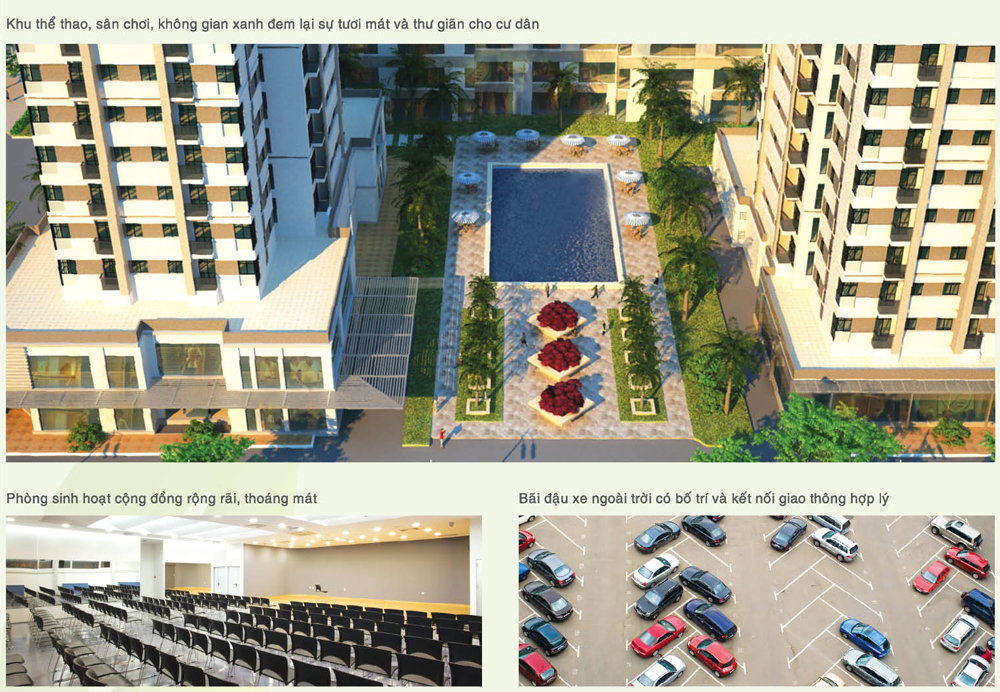 Khu thể thao, sân chơi, không gian xanh đem lại sự tươi mát và thư giãn cho cư dân
Phòng sinh hoạt cộng đồng rộng rãi, thoáng mát
Bãi đậu xe ngoài trời có bố trí và kết nối giao thông hợp lý